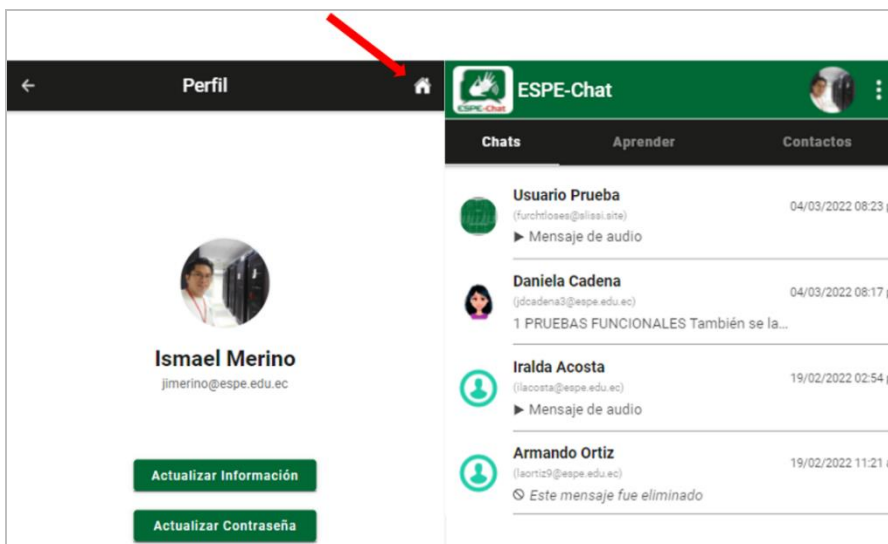 Perfil
Ismael Merino
jimerino@espe.edu.ec
Actualizar Información
Actualizar Contraseña
ESPE-Chat
ESPE-Chat
Chats Aprender Contactos
Usuario Prueba
04/03/2022 08:23 p
(furchtloses@slissi.site)
Mensaje de audio
Daniela Cadena
04/03/2022 08:17 p
(jdcadena3@espe.edu.ec)
1 PRUEBAS FUNCIONALES También se la...
Iralda Acosta
19/02/2022 02:54 p
(ilacosta@espe.edu.ec)
Mensaje de audio
Armando Ortiz
19/02/2022 11:21 a
(laortiz9@espe.edu.ec)
Este mensaje fue eliminado